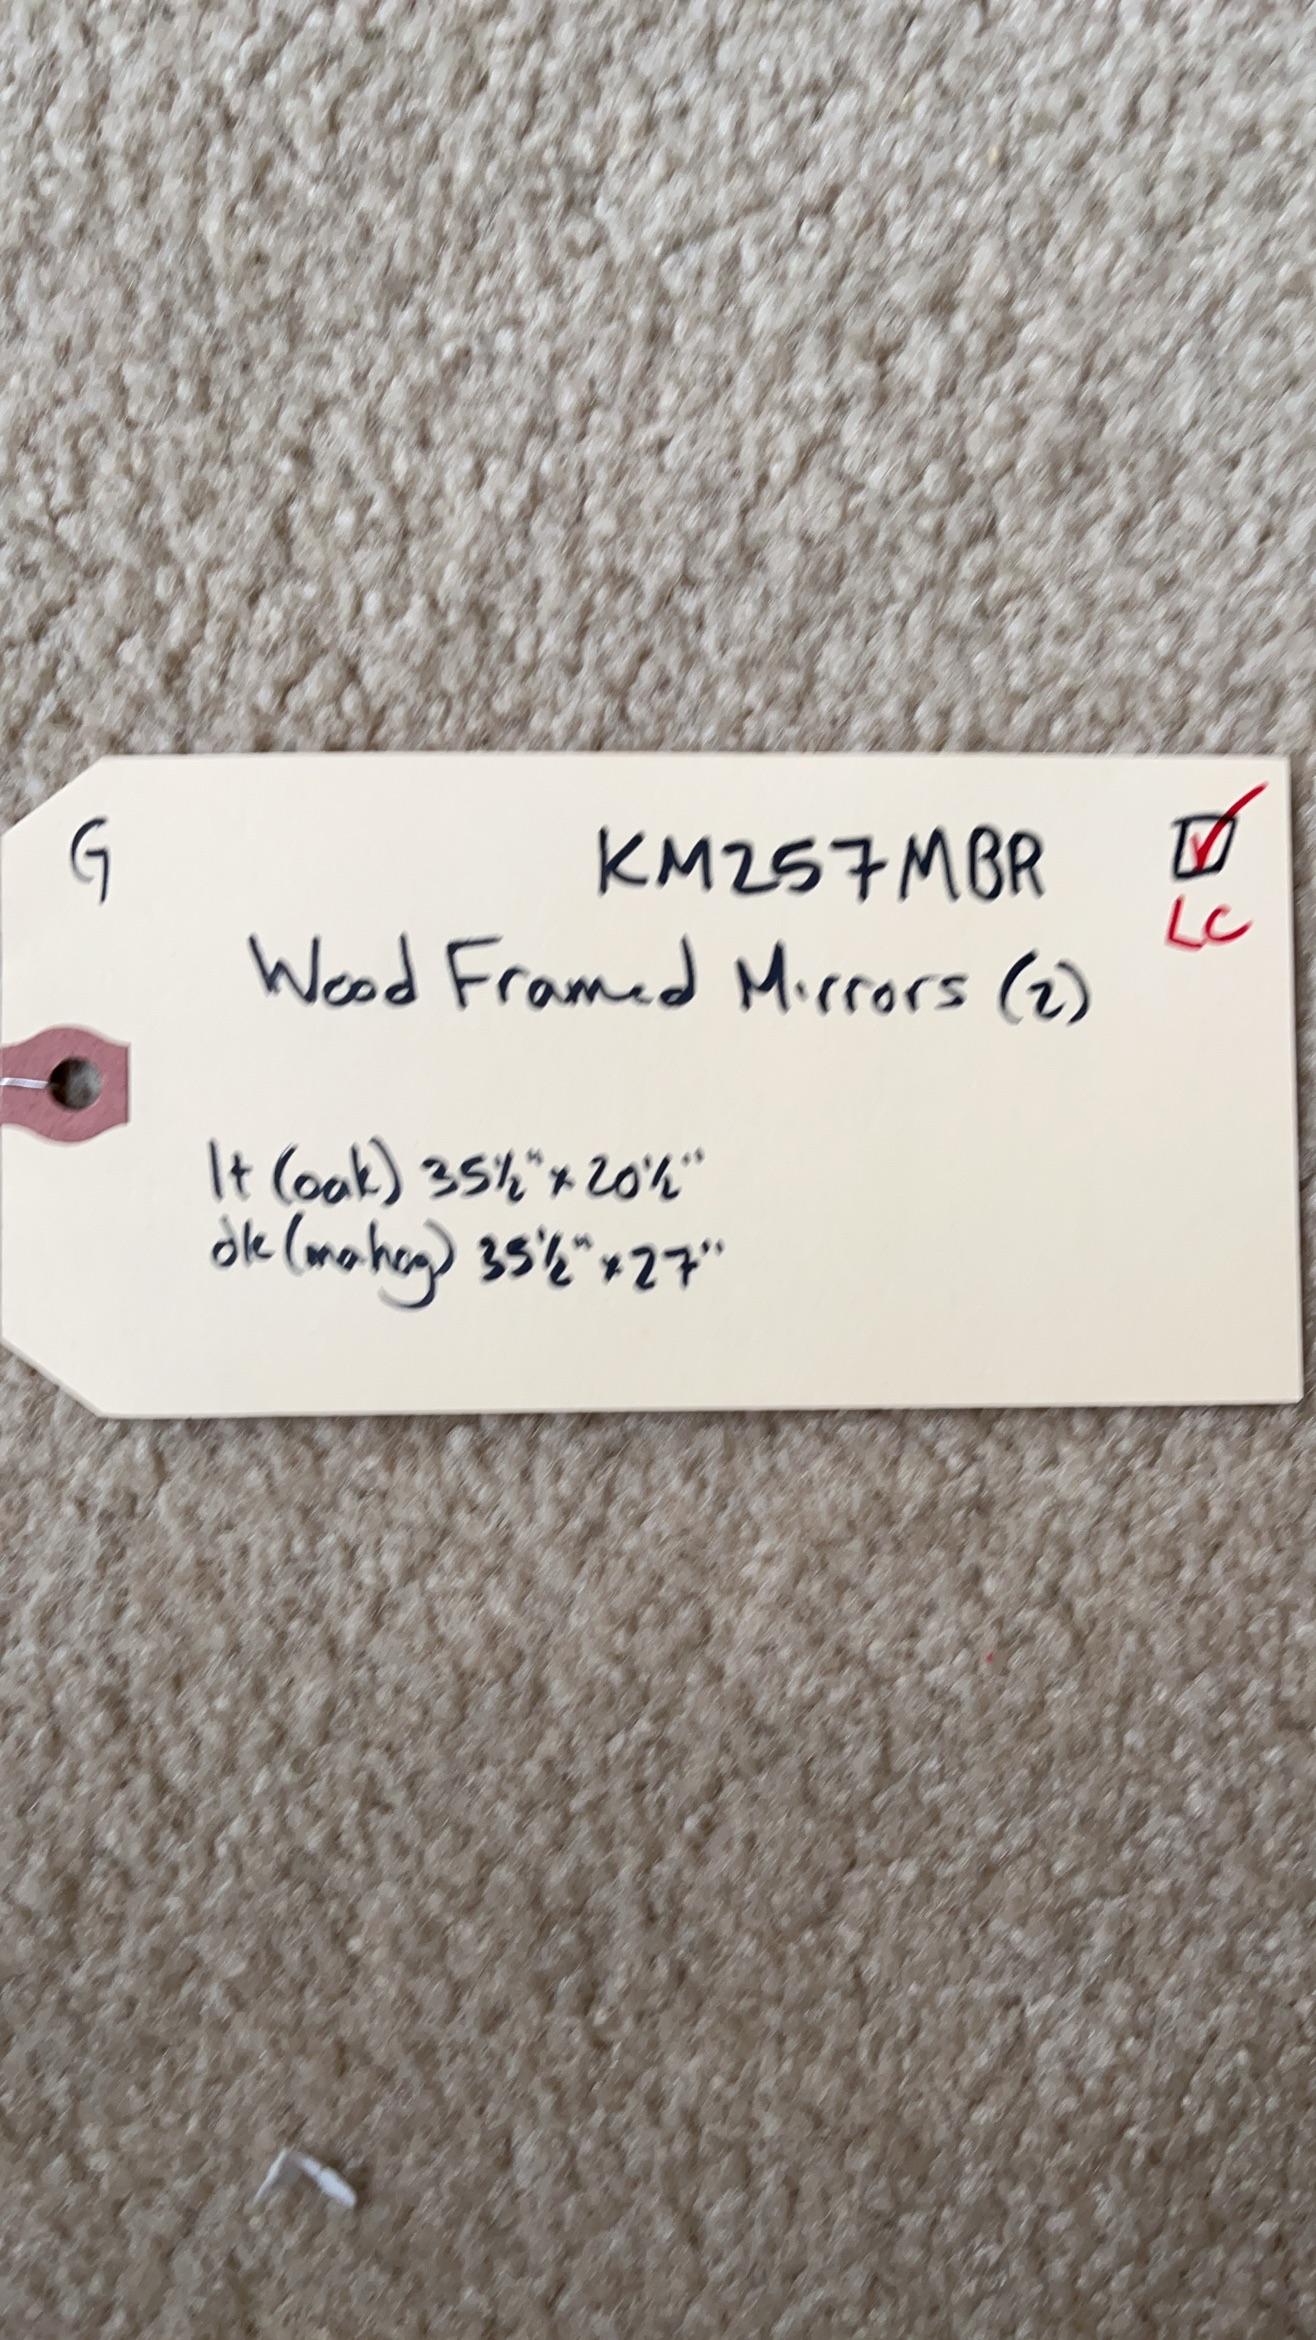 G KM257MBR ☑
LC
Wood Framed Mirrors (2)
lt (oak) 35½" x 20½"
dk (mahog) 35½" x 27"